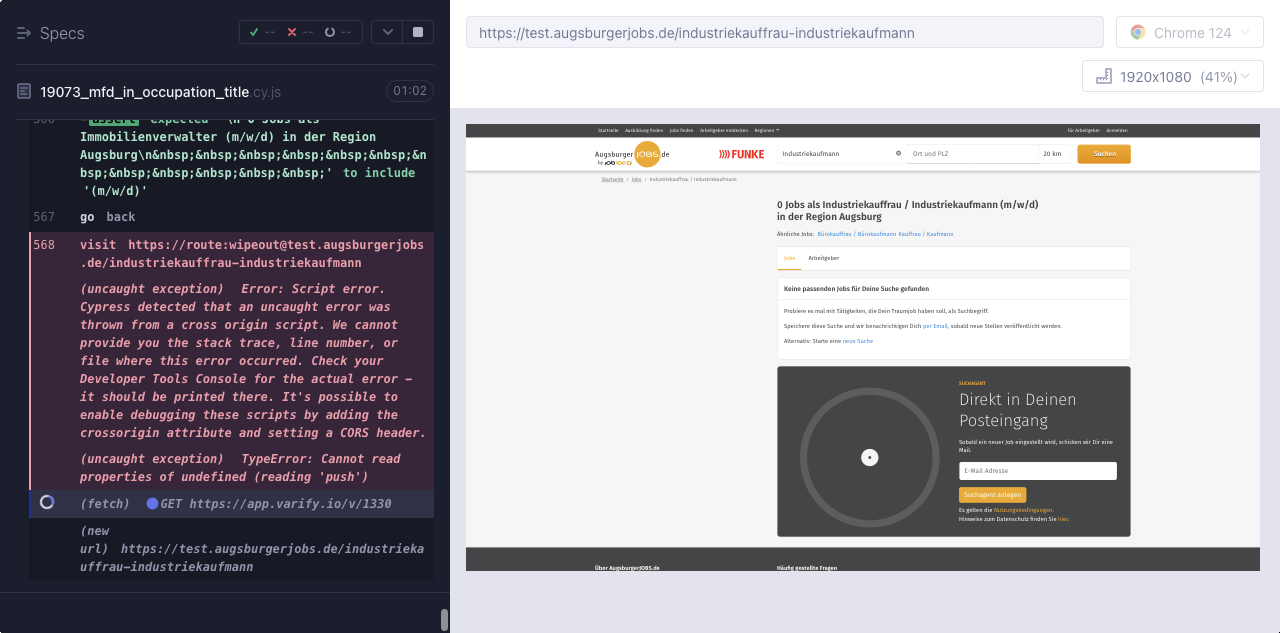 Specs
--
--
--
19073_mfd_in_occupation_title.cy.js
01:02
566 -assert expected '\n 0 Jobs als
Immobilienverwalter (m/w/d) in der Region
Augsburg\n&nbsp;&nbsp;&nbsp;&nbsp;&nbsp;&n
bsp;&nbsp;&nbsp;&nbsp;&nbsp;&nbsp;' to include
'(m/w/d)'
567 go back
568 visit https://route:wipeout@test.augsburgerjobs
.de/industriekauffrau-industriekaufmann
(uncaught exception) Error: Script error.
Cypress detected that an uncaught error was
thrown from a cross origin script. We cannot
provide you the stack trace, line number, or
file where this error occurred. Check your
Developer Tools Console for the actual error –
it should be printed there. It's possible to
enable debugging these scripts by adding the
crossorigin attribute and setting a CORS header.
(uncaught exception) TypeError: Cannot read
properties of undefined (reading 'push')
(fetch) GET https://app.varify.io/v/1330
(new
url) https://test.augsburgerjobs.de/industrieka
uffrau-industriekaufmann
https://test.augsburgerjobs.de/industriekauffrau-industriekaufmann
Chrome 124
1920x1080 (41%)
Startseite Ausbildung finden Jobs finden Arbeitgeber entdecken Regionen Für Arbeitgeber Anmelden
Augsburger JOBS de
FUNKE
Industriekaufmann
Ort und PLZ
20 km
Suchen
Startseite › Jobs › Industriekauffrau / Industriekaufmann
0 Jobs als Industriekauffrau / Industriekaufmann (m/w/d)
in der Region Augsburg
Ähnliche Jobs: Bürokauffrau / Bürokaufmann Kauffrau / Kaufmann
Jobs Arbeitgeber
Keine passenden Jobs für Deine Suche gefunden
Probiere es mal mit Tätigkeiten, die Dein Traumjob haben soll, als Suchbegriff.
Speichere diese Suche und wir benachrichtigen Dich per Email, sobald neue Stellen veröffentlicht werden.
Alternativ: Starte eine neue Suche
SUCHAGENT
Direkt in Deinen
Posteingang
Sobald ein neuer Job eingestellt wird, schicken wir Dir eine
Mail.
E-Mail Adresse
Suchagent anlegen
Es gelten die Nutzungsbedingungen.
Hinweise zum Datenschutz finden Sie hier.
Über AugsburgerJOBS.de
Häufig gestellte Fragen